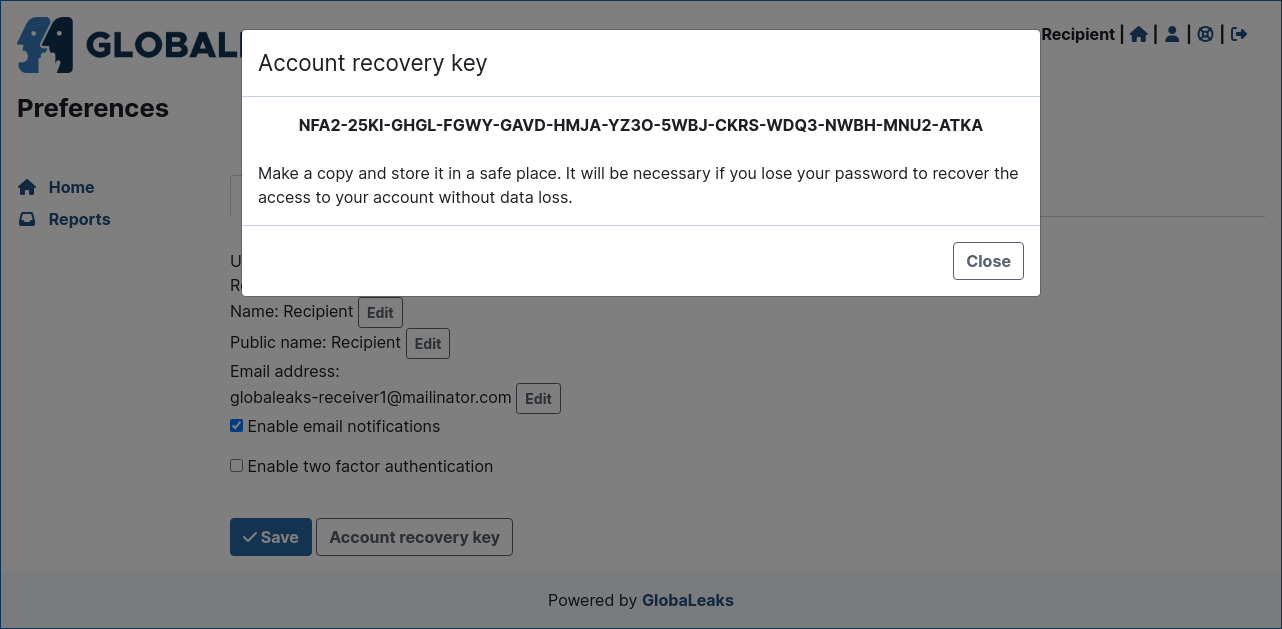 GLOBAL
Recipient | | | |
Account recovery key
Preferences
NFA2-25KI-GHGL-FGWY-GAVD-HMJA-YZ3O-5WBJ-CKRS-WDQ3-NWBH-MNU2-ATKA
Make a copy and store it in a safe place. It will be necessary if you lose your password to recover the
access to your account without data loss.
Home
Reports
Close
Name: Recipient Edit
Public name: Recipient Edit
Email address:
globaleaks-receiver1@mailinator.com Edit
Enable email notifications
Enable two factor authentication
Save Account recovery key
Powered by GlobaLeaks